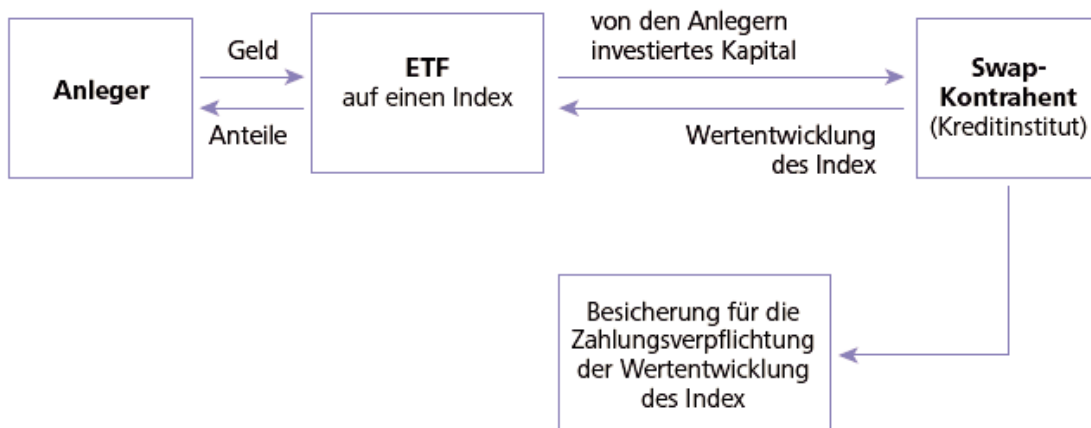 Anleger
Geld
Anteile
ETF
auf einen Index
von den Anlegern
investiertes Kapital
Wertentwicklung
des Index
Swap-
Kontrahent
(Kreditinstitut)
Besicherung für die
Zahlungsverpflichtung
der Wertentwicklung
des Index